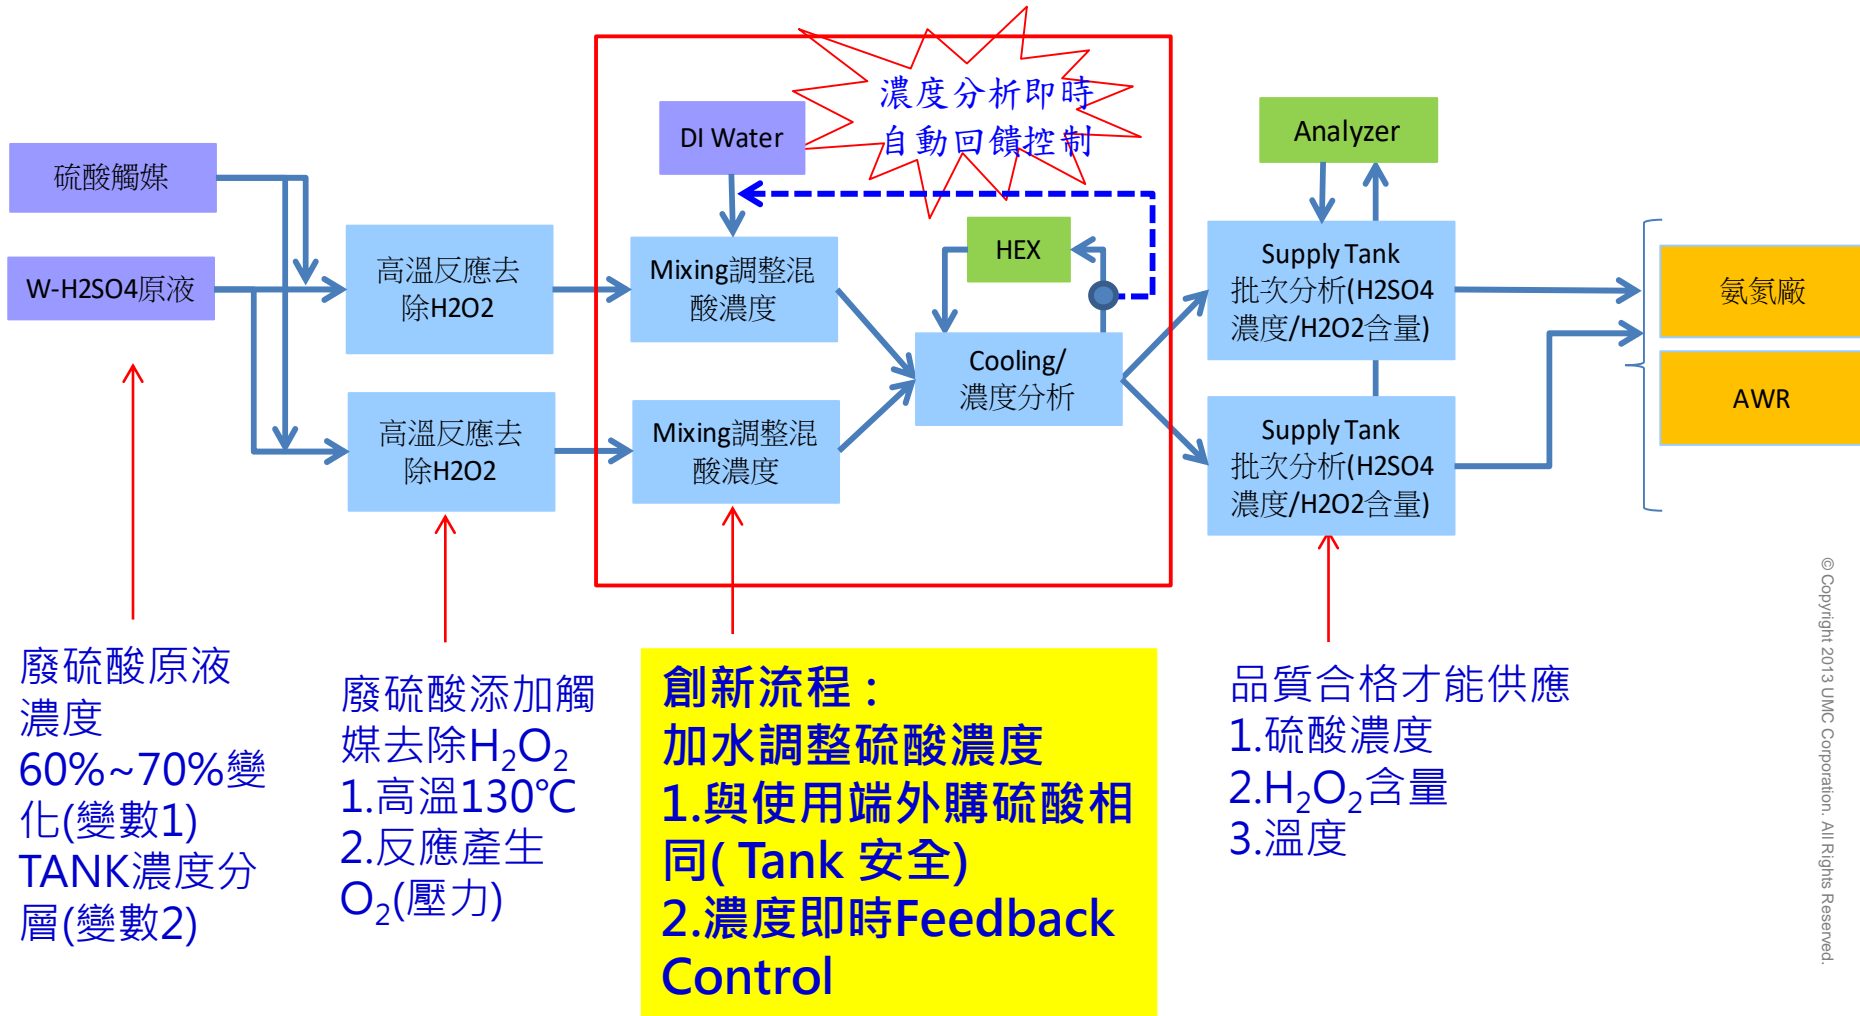 濃度分析即時
自動回饋控制
硫酸觸媒
W-H2SO4原液
高溫反應去
除H2O2
高溫反應去
除H2O2
DI Water
Mixing調整混
酸濃度
Mixing調整混
酸濃度
HEX
Cooling/
濃度分析
Analyzer
Supply Tank
批次分析(H2SO4
濃度/H2O2含量)
Supply Tank
批次分析(H2SO4
濃度/H2O2含量)
氨氮廠
AWR
廢硫酸原液
濃度
60%~70%變
化(變數1)
TANK濃度分
層(變數2)
廢硫酸添加觸
媒去除H₂O₂
1.高溫130℃
2.反應產生
O₂(壓力)
創新流程：
加水調整硫酸濃度
1.與使用端外購硫酸相
同( Tank 安全)
2.濃度即時Feedback
Control
品質合格才能供應
1.硫酸濃度
2.H₂O₂含量
3.溫度
© Copyright 2013 UMC Corporation. All Rights Reserved.